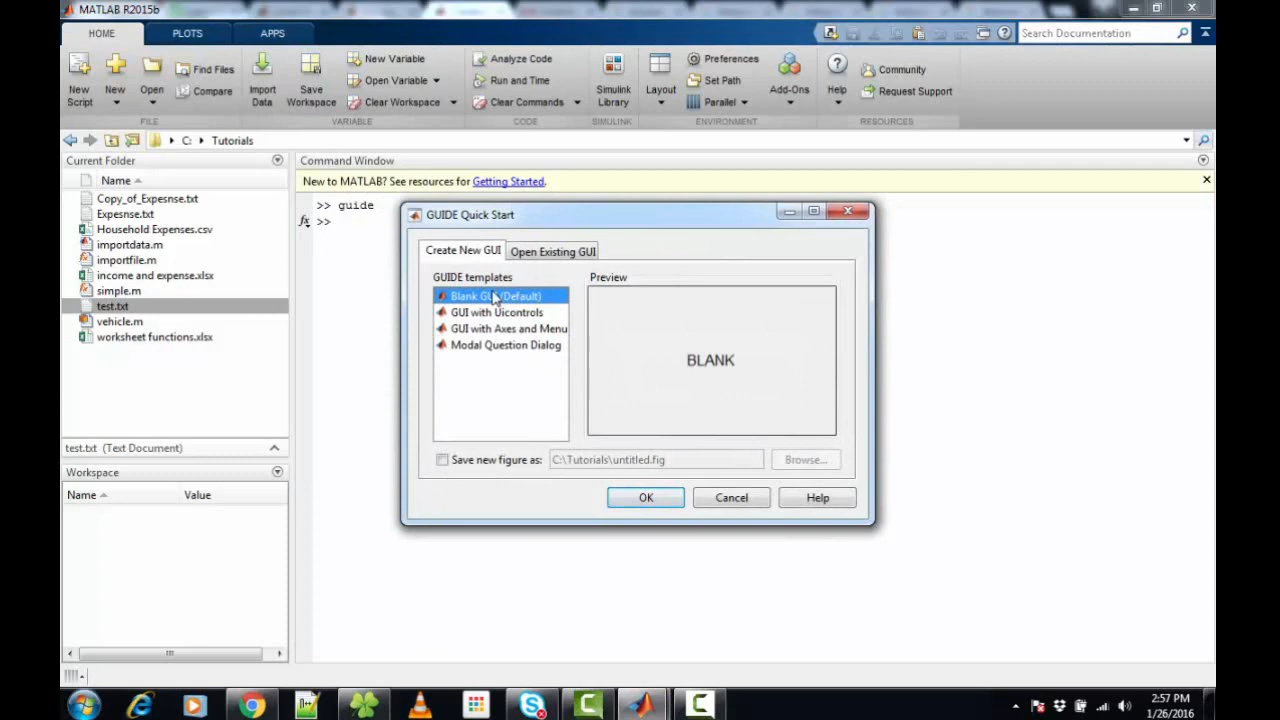 MATLAB R2015b
HOME PLOTS APPS Search Documentation
New Script New Open Find Files Compare Import Data Save Workspace New Variable Open Variable Clear Workspace Analyze Code Run and Time Clear Commands Simulink Library Layout Preferences Set Path Parallel Add-Ons Help Community Request Support
FILE VARIABLE CODE SIMULINK ENVIRONMENT RESOURCES
C: Tutorials
Current Folder
Name
Copy_of_Expesnse.txt
Expesnse.txt
Household Expenses.csv
importdata.m
importfile.m
income and expense.xlsx
simple.m
test.txt
vehicle.m
worksheet functions.xlsx
test.txt (Text Document)
Workspace
Name Value
Command Window
New to MATLAB? See resources for Getting Started.
>> guide
fx >>
GUIDE Quick Start
Create New GUI Open Existing GUI
GUIDE templates
Blank GUI (Default)
GUI with Uicontrols
GUI with Axes and Menu
Modal Question Dialog
Preview
BLANK
Save new figure as: C:\Tutorials\untitled.fig Browse...
OK Cancel Help
2:57 PM
1/26/2016